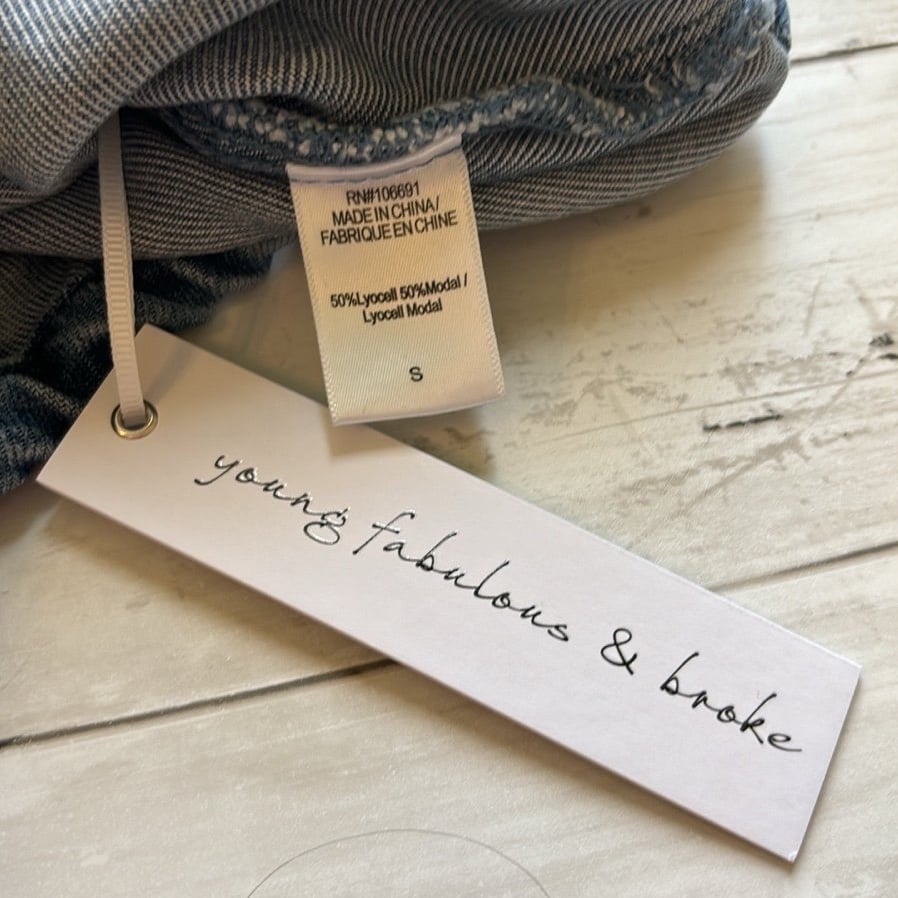 RN#106691
MADE IN CHINA/
FABRIQUE EN CHINE
50%Lyocell 50%Modal /
Lyocell Modal
S
young fabulous & broke